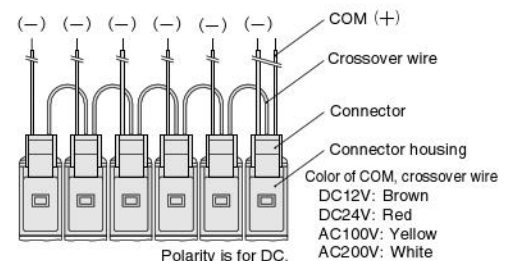 (−) (−) (−) (−) (−) (−)
COM (+)
Crossover wire
Connector
Connector housing
Color of COM, crossover wire
DC12V: Brown
DC24V: Red
AC100V: Yellow
AC200V: White
Polarity is for DC.